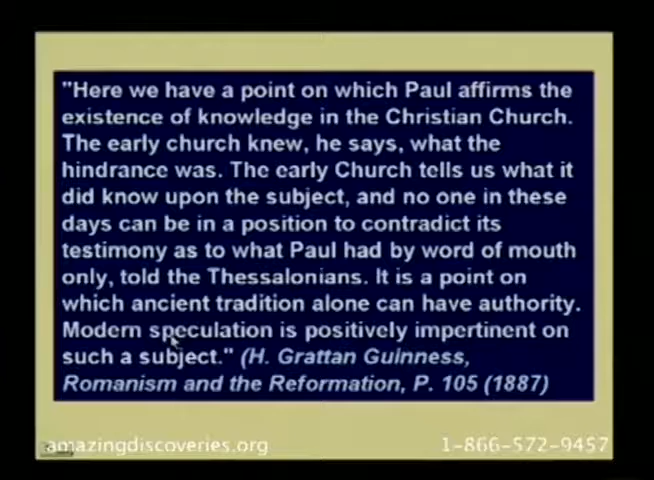 "Here we have a point on which Paul affirms the
existence of knowledge in the Christian Church.
The early church knew, he says, what the
hindrance was. The early Church tells us what it
did know upon the subject, and no one in these
days can be in a position to contradict its
testimony as to what Paul had by word of mouth
only, told the Thessalonians. It is a point on
which ancient tradition alone can have authority.
Modern speculation is positively impertinent on
such a subject." (H. Grattan Guinness,
Romanism and the Reformation, P. 105 (1887)
amazingdiscoveries.org 1-866-572-9457